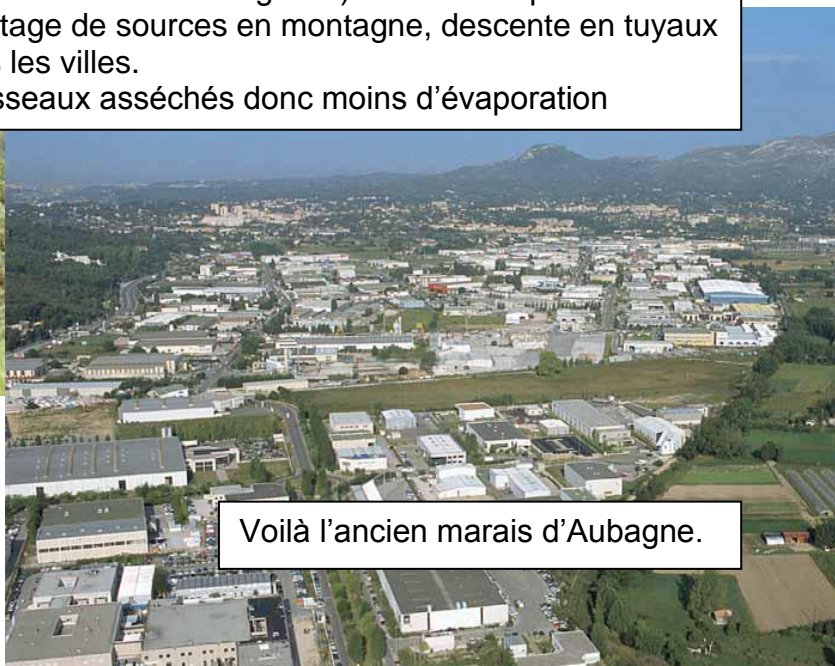 tage de sources en montagne, descente en tuyaux
s les villes.
sseaux asséchés donc moins d’évaporation
Voilà l’ancien marais d’Aubagne.